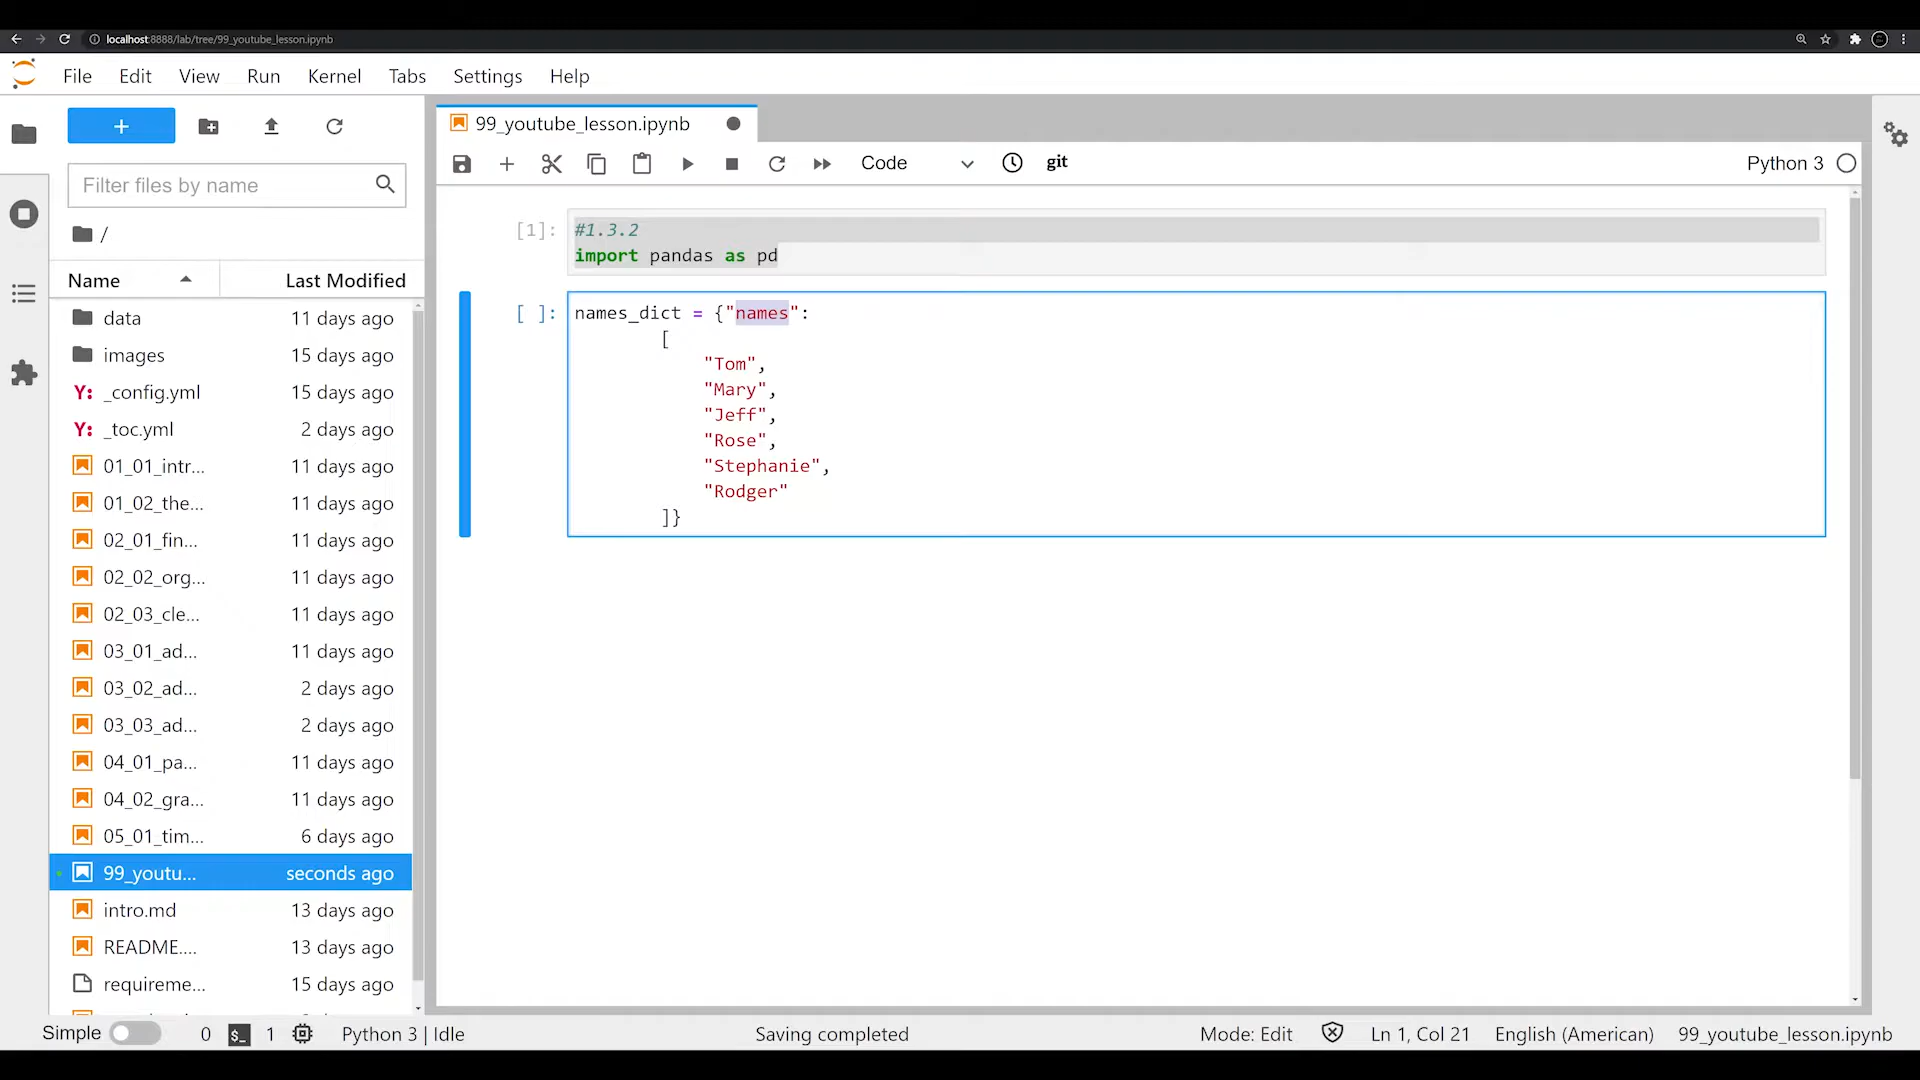 localhost:8888/lab/tree/99_youtube_lesson.ipynb
File Edit View Run Kernel Tabs Settings Help
+
Filter files by name
/
Name Last Modified
data 11 days ago
images 15 days ago
Y: _config.yml 15 days ago
Y: _toc.yml 2 days ago
01_01_intr... 11 days ago
01_02_the... 11 days ago
02_01_fin... 11 days ago
02_02_org... 11 days ago
02_03_cle... 11 days ago
03_01_ad... 11 days ago
03_02_ad... 2 days ago
03_03_ad... 2 days ago
04_01_pa... 11 days ago
04_02_gra... 11 days ago
05_01_tim... 6 days ago
99_youtu... seconds ago
intro.md 13 days ago
README.... 13 days ago
requireme... 15 days ago
99_youtube_lesson.ipynb
Code git Python 3
[1]: #1.3.2
import pandas as pd
[ ]: names_dict = {"names":
[
"Tom",
"Mary",
"Jeff",
"Rose",
"Stephanie",
"Rodger"
]}
Simple 0 $_ 1 Python 3 | Idle Saving completed Mode: Edit Ln 1, Col 21 English (American) 99_youtube_lesson.ipynb